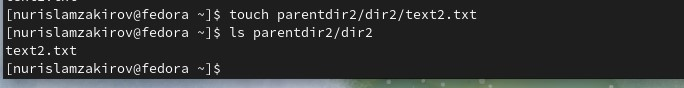 [nurislamzakirov@fedora ~]$ touch parentdir2/dir2/text2.txt
[nurislamzakirov@fedora ~]$ ls parentdir2/dir2
text2.txt
[nurislamzakirov@fedora ~]$